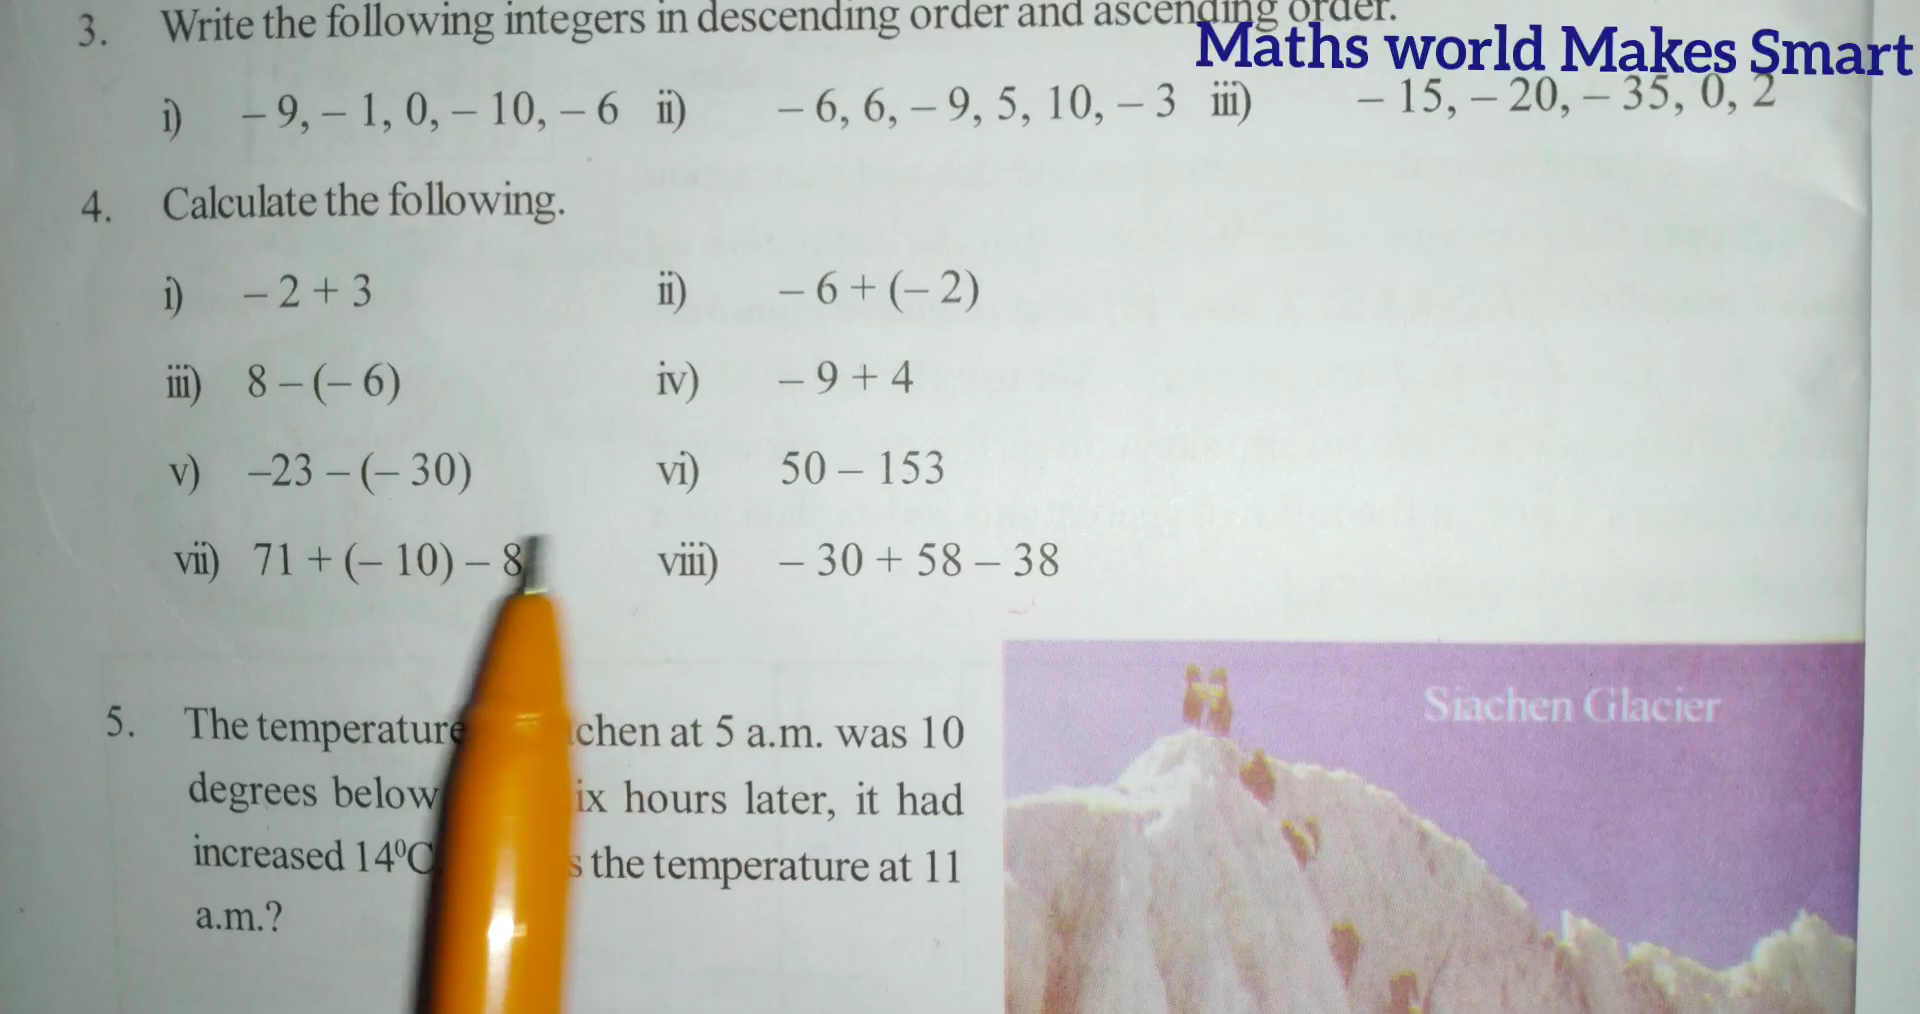 3. Write the following integers in descending order and ascending order.
Maths world Makes Smart
i) – 9, – 1, 0, – 10, – 6 ii) – 6, 6, – 9, 5, 10, – 3 iii) – 15, – 20, – 35, 0, 2
4. Calculate the following.
i) – 2 + 3 ii) – 6 + (– 2)
iii) 8 – (– 6) iv) – 9 + 4
v) –23 – (– 30) vi) 50 – 153
vii) 71 + (– 10) – 8 viii) – 30 + 58 – 38
Siachen Glacier
5. The temperature chen at 5 a.m. was 10
degrees below ix hours later, it had
increased 14⁰C s the temperature at 11
a.m.?